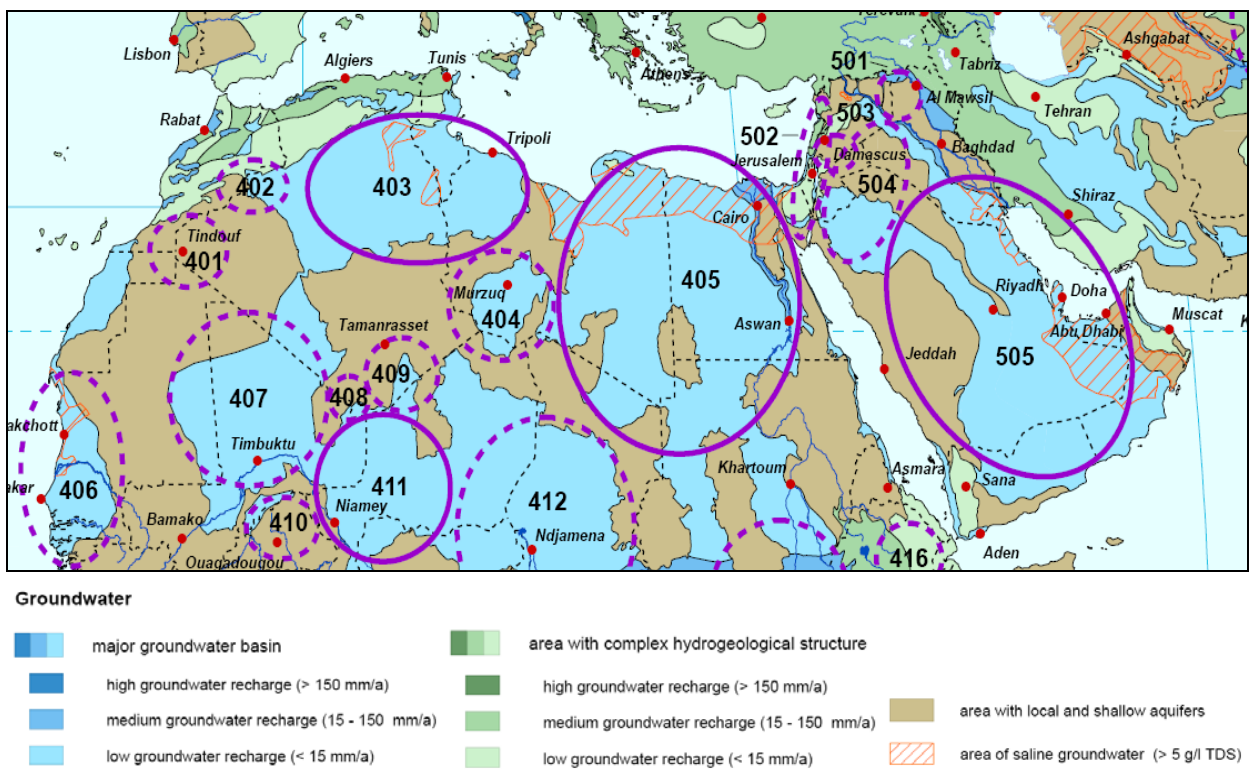 Lisbon
Algiers
Tunis
Athens
Yerevan
501
Tabriz
Ashgabat
Al Mawsil
Tehran
Rabat
Tripoli
502
503
Damascus
Baghdad
Jerusalem
402
403
504
Cairo
Shiraz
Tindouf
401
405
Murzuq
404
Riyadh
Doha
Aswan
Abu Dhabi
Muscat
K
Tamanrasset
Jeddah
505
409
408
407
akchott
Timbuktu
Khartoum
Asmara
Sana
akar
406
411
412
Niamey
Bamako
410
Ndjamena
Ouagadougou
416
Aden
Groundwater
major groundwater basin
high groundwater recharge (> 150 mm/a)
medium groundwater recharge (15 - 150 mm/a)
low groundwater recharge (< 15 mm/a)
area with complex hydrogeological structure
high groundwater recharge (> 150 mm/a)
medium groundwater recharge (15 - 150 mm/a)
low groundwater recharge (< 15 mm/a)
area with local and shallow aquifers
area of saline groundwater (> 5 g/l TDS)